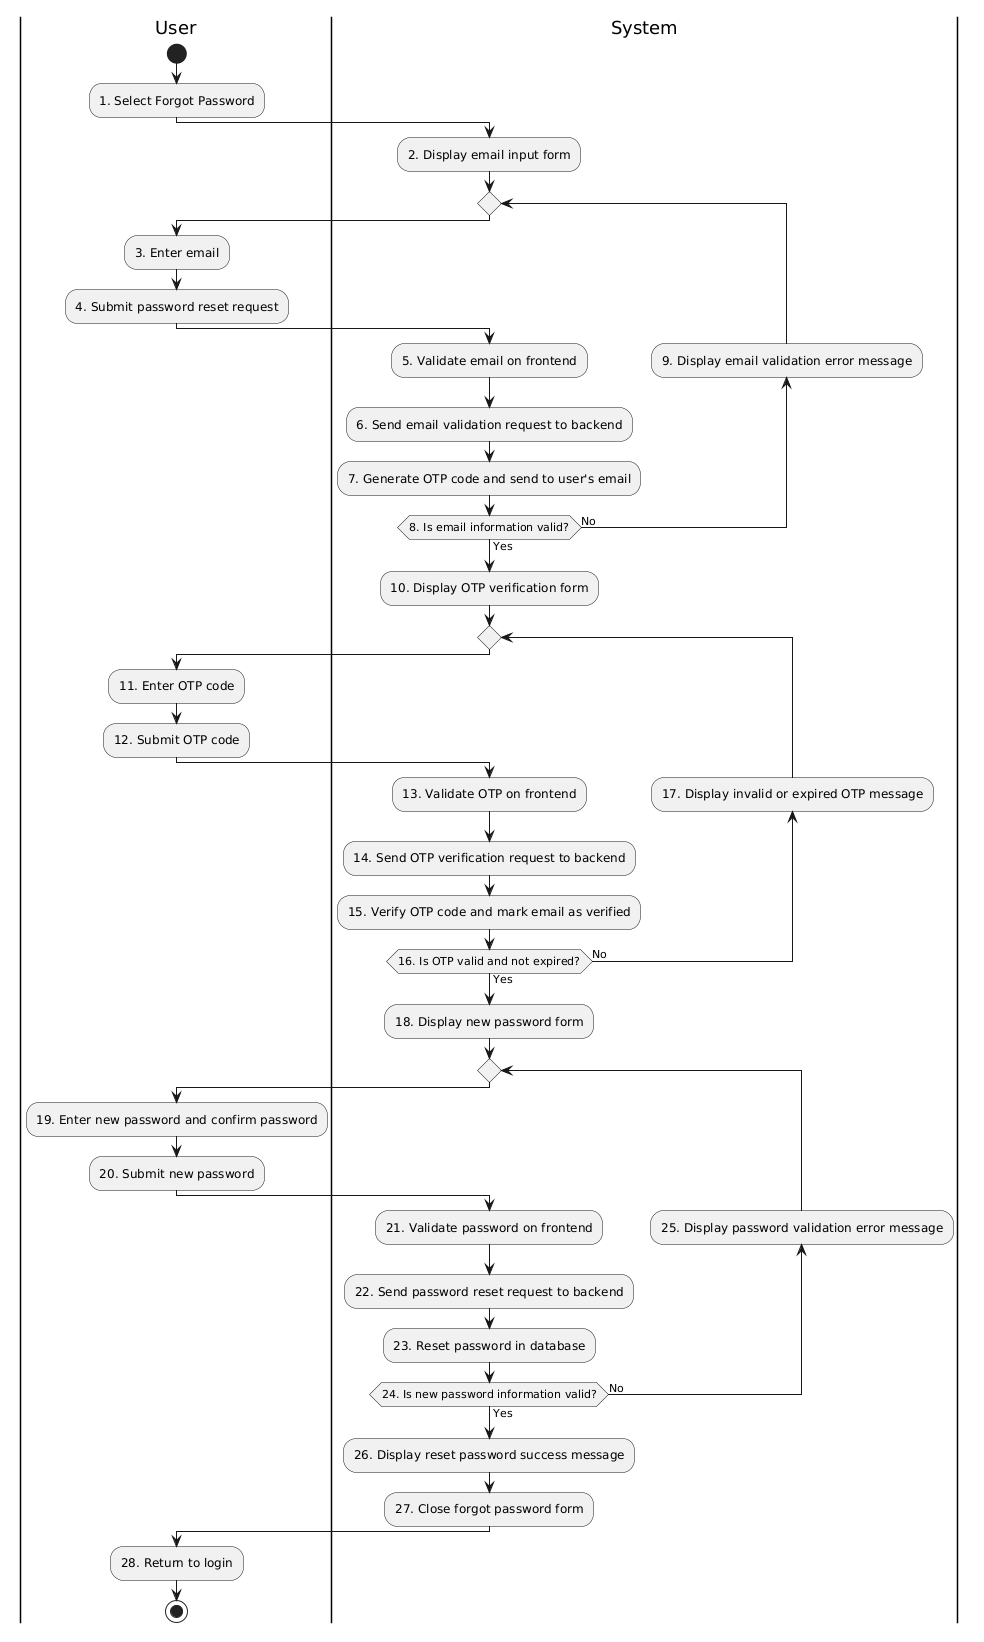 User
System
1. Select Forgot Password
2. Display email input form
3. Enter email
4. Submit password reset request
5. Validate email on frontend
9. Display email validation error message
6. Send email validation request to backend
7. Generate OTP code and send to user's email
8. Is email information valid?
No
Yes
10. Display OTP verification form
11. Enter OTP code
12. Submit OTP code
13. Validate OTP on frontend
17. Display invalid or expired OTP message
14. Send OTP verification request to backend
15. Verify OTP code and mark email as verified
16. Is OTP valid and not expired?
No
Yes
18. Display new password form
19. Enter new password and confirm password
20. Submit new password
21. Validate password on frontend
25. Display password validation error message
22. Send password reset request to backend
23. Reset password in database
24. Is new password information valid?
No
Yes
26. Display reset password success message
27. Close forgot password form
28. Return to login